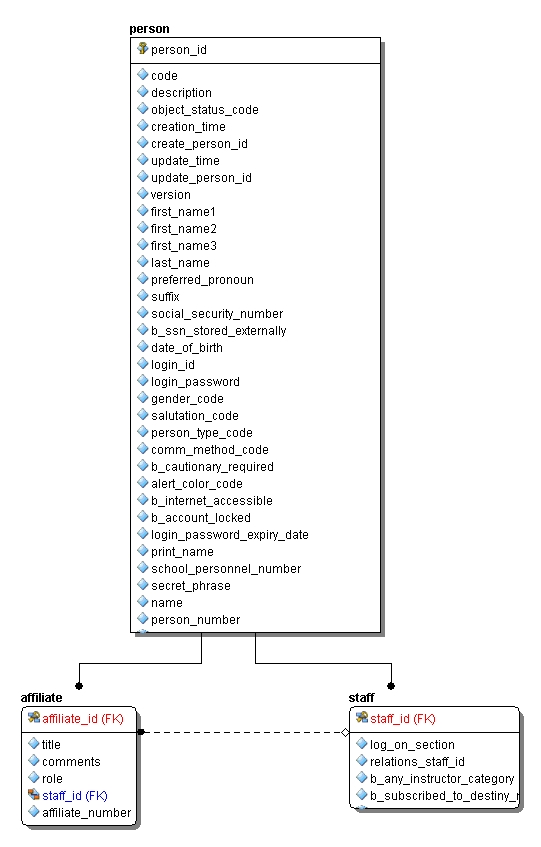 person
person_id
code
description
object_status_code
creation_time
create_person_id
update_time
update_person_id
version
first_name1
first_name2
first_name3
last_name
preferred_pronoun
suffix
social_security_number
b_ssn_stored_externally
date_of_birth
login_id
login_password
gender_code
salutation_code
person_type_code
comm_method_code
b_cautionary_required
alert_color_code
b_internet_accessible
b_account_locked
login_password_expiry_date
print_name
school_personnel_number
secret_phrase
name
person_number
affiliate
affiliate_id (FK)
title
comments
role
staff_id (FK)
affiliate_number
staff
staff_id (FK)
log_on_section
relations_staff_id
b_any_instructor_category
b_subscribed_to_destiny_r